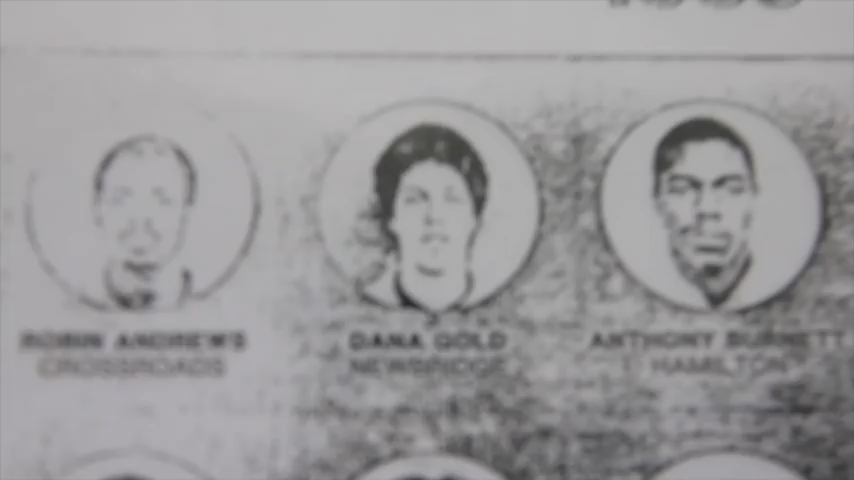 ROBIN ANDREWS
CROSSROADS
DANA GOLD
NEWBRIDGE
ANTHONY BURNETT
HAMILTON